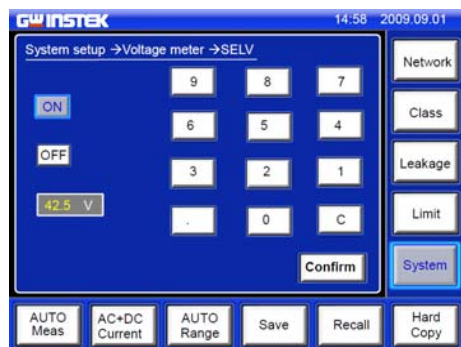 GWINSTEK 14:58 2009.09.01
System setup →Voltage meter →SELV
Network
9 8 7
ON
Class
6 5 4
OFF
Leakage
3 2 1
42.5 V
Limit
. 0 C
Confirm
System
AUTO Meas
AC+DC Current
AUTO Range
Save
Recall
Hard Copy